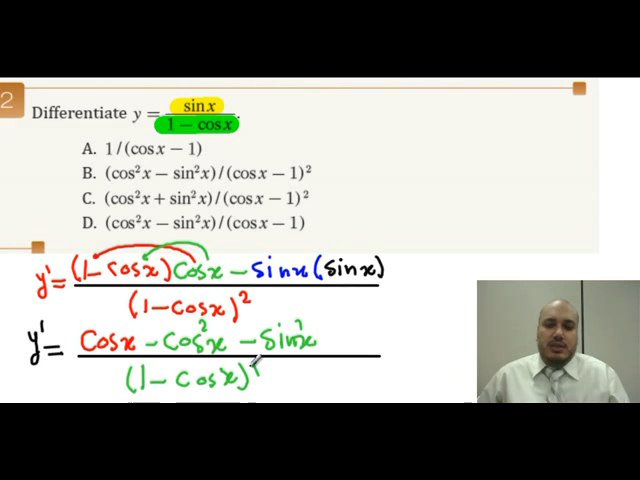 2
Differentiate y = sin x / (1 − cos x).
A. 1/(cos x − 1)
B. (cos²x − sin²x)/(cos x − 1)²
C. (cos²x + sin²x)/(cos x − 1)²
D. (cos²x − sin²x)/(cos x − 1)
y' = (1 − cos x) cos x − sin x (sin x)
(1 − cos x)²
y' = cos x − cos²x − sin²x
(1 − cos x)²